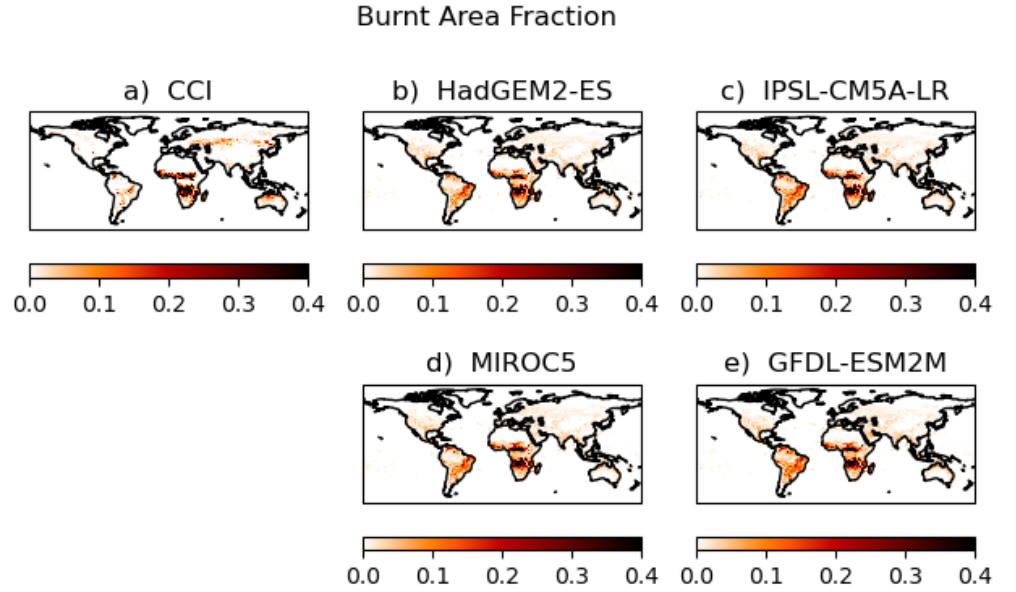 Burnt Area Fraction
a) CCI
b) HadGEM2-ES
c) IPSL-CM5A-LR
0.0 0.1 0.2 0.3 0.4
0.0 0.1 0.2 0.3 0.4
0.0 0.1 0.2 0.3 0.4
d) MIROC5
e) GFDL-ESM2M
0.0 0.1 0.2 0.3 0.4
0.0 0.1 0.2 0.3 0.4